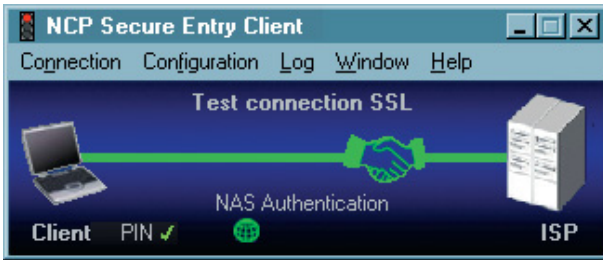 NCP Secure Entry Client
Connection Configuration Log Window Help
Test connection SSL
NAS Authentication
Client PIN ✓ ISP